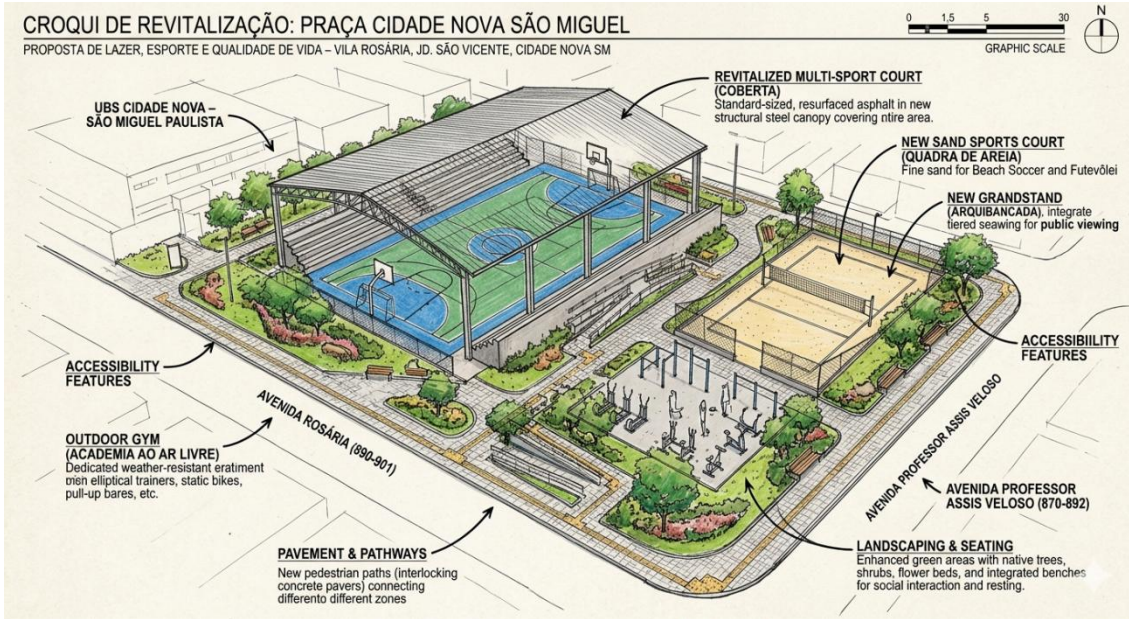 CROQUI DE REVITALIZAÇÃO: PRAÇA CIDADE NOVA SÃO MIGUEL
PROPOSTA DE LAZER, ESPORTE E QUALIDADE DE VIDA – VILA ROSÁRIA, JD. SÃO VICENTE, CIDADE NOVA SM
0 1,5 5 30
GRAPHIC SCALE
N
UBS CIDADE NOVA –
SÃO MIGUEL PAULISTA
REVITALIZED MULTI-SPORT COURT
(COBERTA)
Standard-sized, resurfaced asphalt in new
structural steel canopy covering ntire area.
NEW SAND SPORTS COURT
(QUADRA DE AREIA)
Fine sand for Beach Soccer and Futevôlei
NEW GRANDSTAND
(ARQUIBANCADA), integrate
tiered seawing for public viewing
ACCESSIBILITY
FEATURES
ACCESSIBIILITY
FEATURES
OUTDOOR GYM
(ACADEMIA AO AR LIVRE)
Dedicated weather-resistant eratiment
msn elliptical trainers, static bikes,
pull-up bares, etc.
AVENIDA ROSÁRIA (890-901)
AVENIDA PROFESSOR ASSIS VELOSO
AVENIDA PROFESSOR
ASSIS VELOSO (870-892)
PAVEMENT & PATHWAYS
New pedestrian paths (interlocking
concrete pavers) connecting
differento different zones
LANDSCAPING & SEATING
Enhanced green areas with native trees,
shrubs, flower beds, and integrated benches
for social interaction and resting.